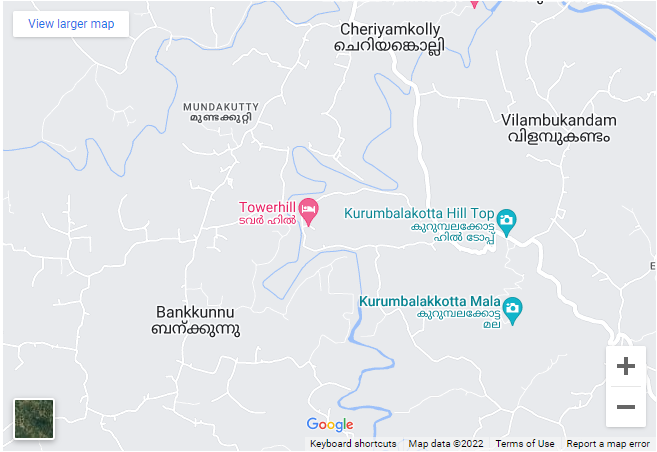 View larger map
Cheriyamkolly
ചെറിയങ്കൊല്ലി
MUNDAKUTTY
മുണ്ടക്കുറ്റി
Vilambukandam
വിളമ്പുകണ്ടം
Towerhill
ടവർ ഹിൽ
Kurumbalakotta Hill Top
കുറുമ്പലക്കോട്ട
ഹിൽ ടോപ്പ്
Kurumbalakkotta Mala
കുറുമ്പലക്കോട്ട
മല
Bankkunnu
ബന്ക്കുന്നു
Google
Keyboard shortcuts Map data ©2022 Terms of Use Report a map error